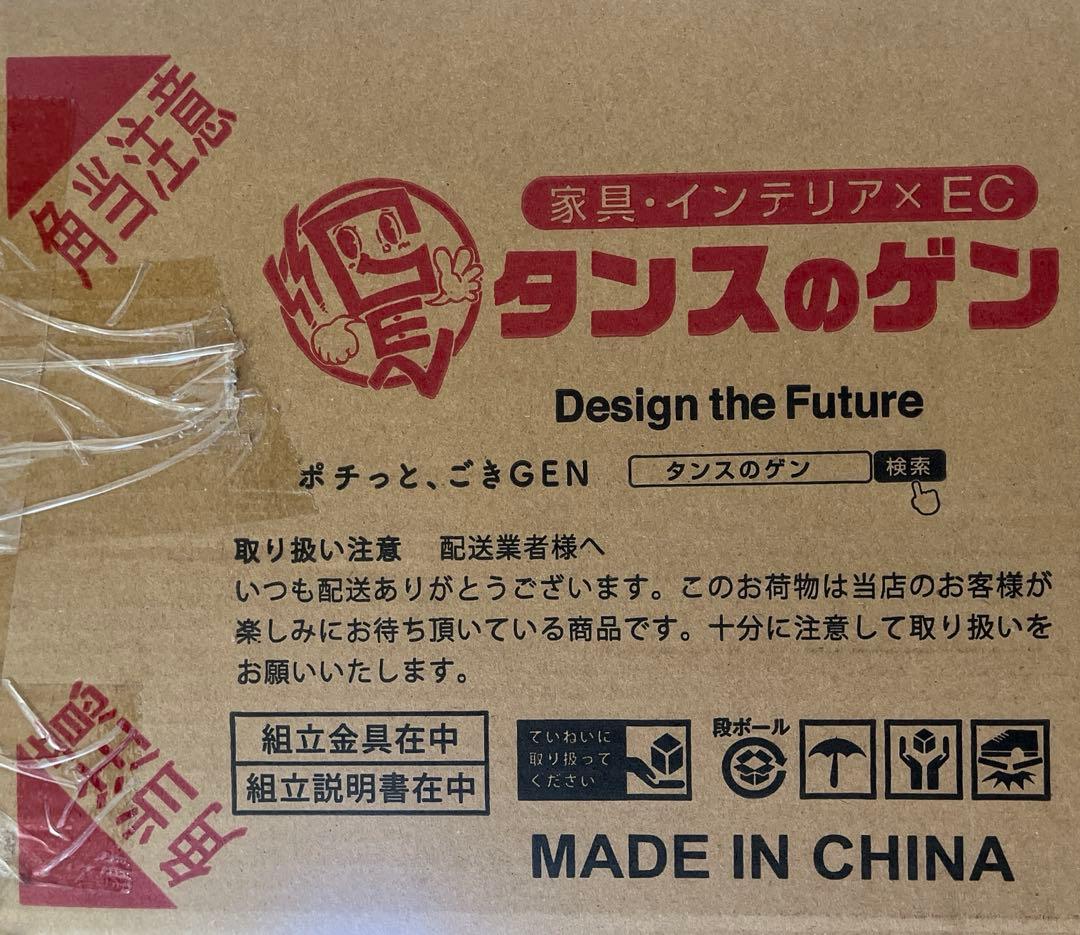 角当注意
家具・インテリア×EC
タンスのゲン
Design the Future
ポチっと、ごきGEN
タンスのゲン 検索
取り扱い注意 配送業者様へ
いつも配送ありがとうございます。このお荷物は当店のお客様が
楽しみにお待ち頂いている商品です。十分に注意して取り扱いを
お願いいたします。
組立金具在中
組立説明書在中
ていねいに
取り扱って
ください
段ボール
角当注意
MADE IN CHINA